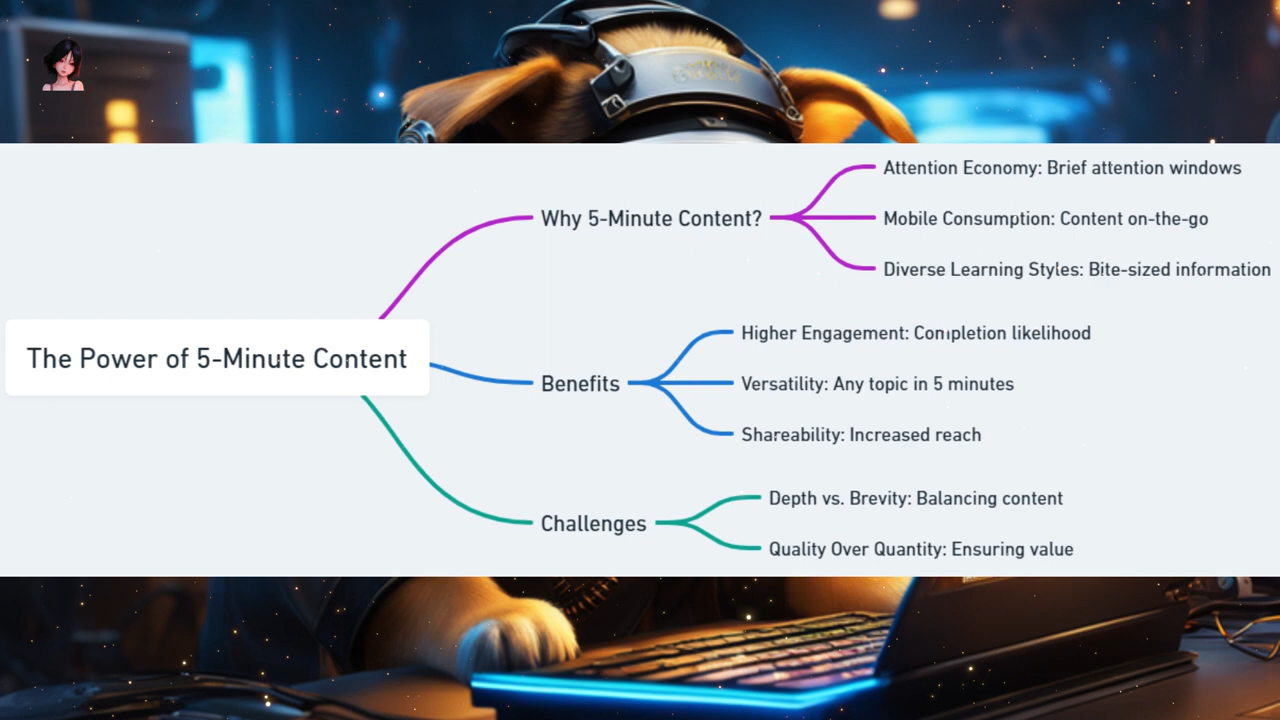 The Power of 5-Minute Content
Why 5-Minute Content?
Attention Economy: Brief attention windows
Mobile Consumption: Content on-the-go
Diverse Learning Styles: Bite-sized information
Benefits
Higher Engagement: Completion likelihood
Versatility: Any topic in 5 minutes
Shareability: Increased reach
Challenges
Depth vs. Brevity: Balancing content
Quality Over Quantity: Ensuring value